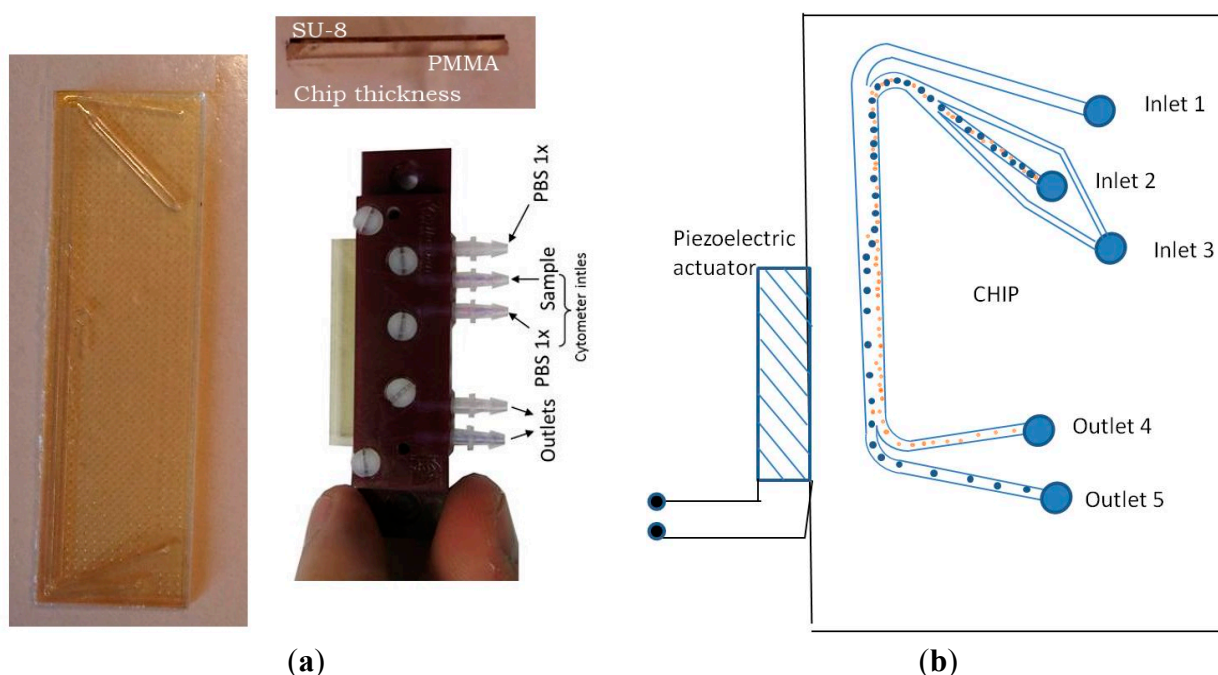 SU-8
PMMA
Chip thickness
PBS 1x
Sample
PBS 1x
Cytometer intles
Outlets
(a)
Piezoelectric
actuator
CHIP
Inlet 1
Inlet 2
Inlet 3
Outlet 4
Outlet 5
(b)